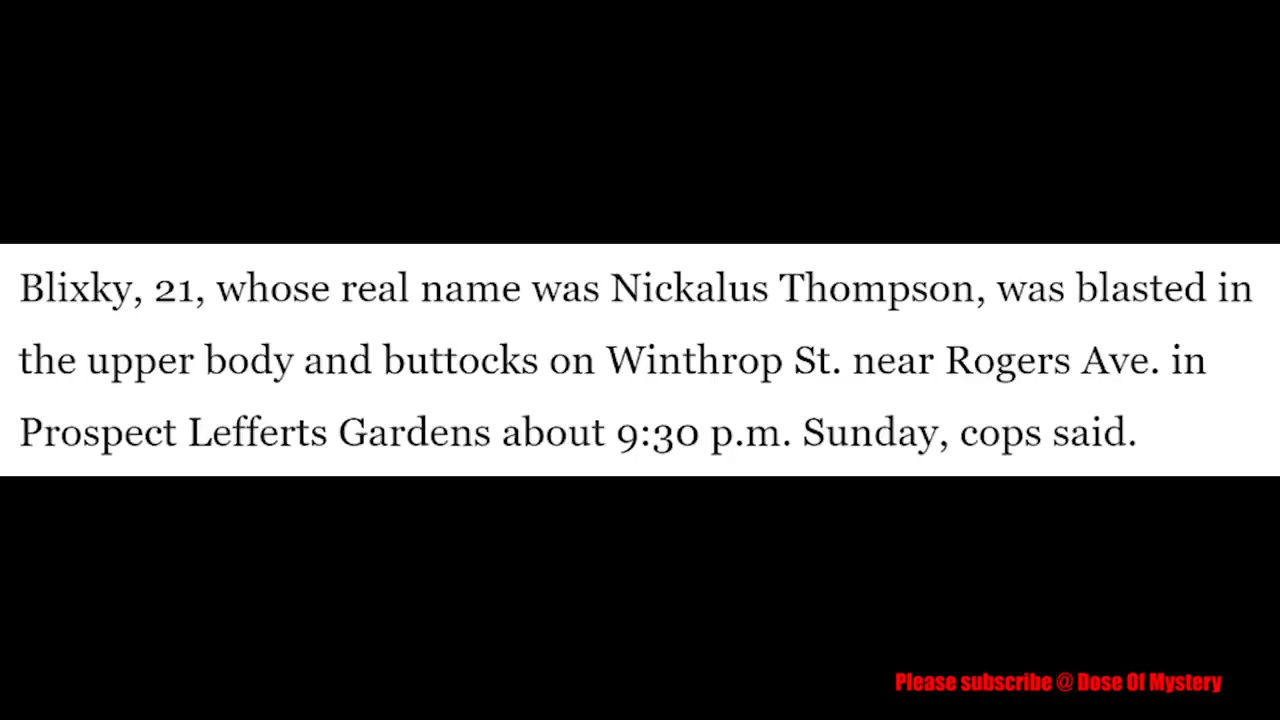 Blixky, 21, whose real name was Nickalus Thompson, was blasted in
the upper body and buttocks on Winthrop St. near Rogers Ave. in
Prospect Lefferts Gardens about 9:30 p.m. Sunday, cops said.
Please subscribe @ Dose Of Mystery